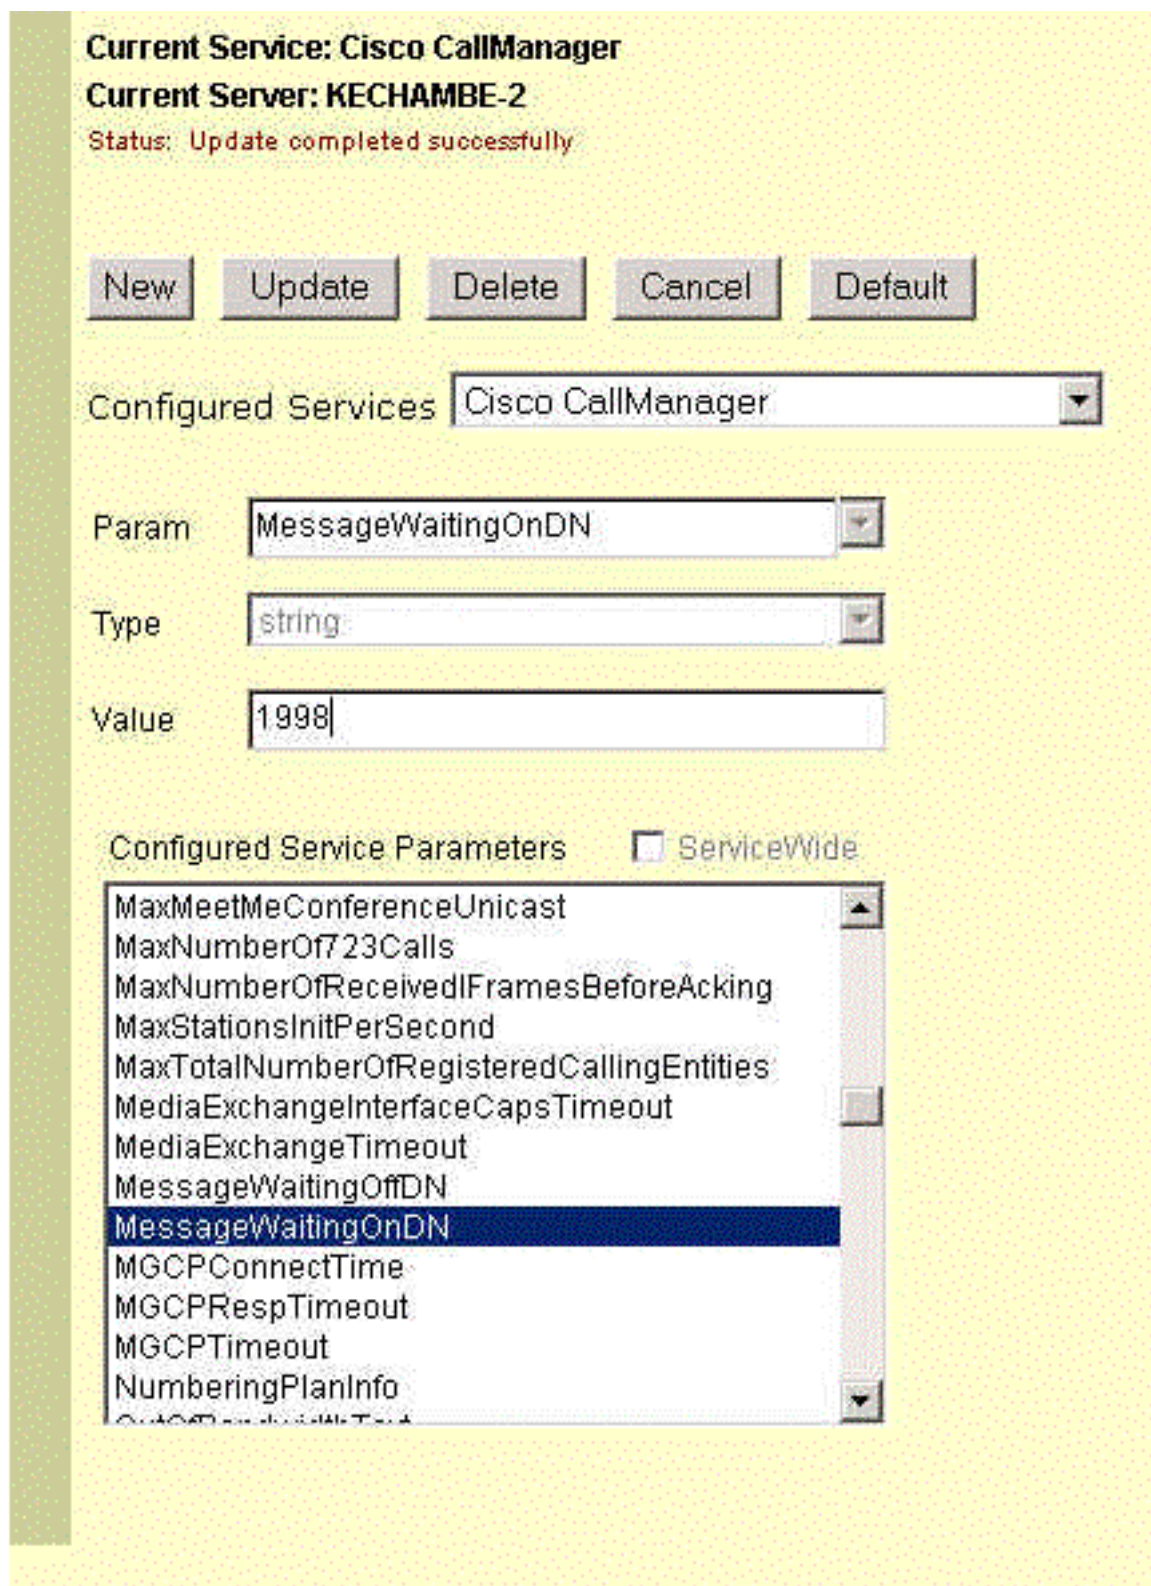 Current Service: Cisco CallManager
Current Server: KECHAMBE-2
Status: Update completed successfully
New Update Delete Cancel Default
Configured Services Cisco CallManager
Param MessageWaitingOnDN
Type string
Value 1998
Configured Service Parameters ServiceWide
MaxMeetMeConferenceUnicast
MaxNumberOf723Calls
MaxNumberOfReceivedIFramesBeforeAcking
MaxStationsInitPerSecond
MaxTotalNumberOfRegisteredCallingEntities
MediaExchangeInterfaceCapsTimeout
MediaExchangeTimeout
MessageWaitingOffDN
MessageWaitingOnDN
MGCPConnectTime
MGCPRespTimeout
MGCPTimeout
NumberingPlanInfo
OutOfBandwidthText